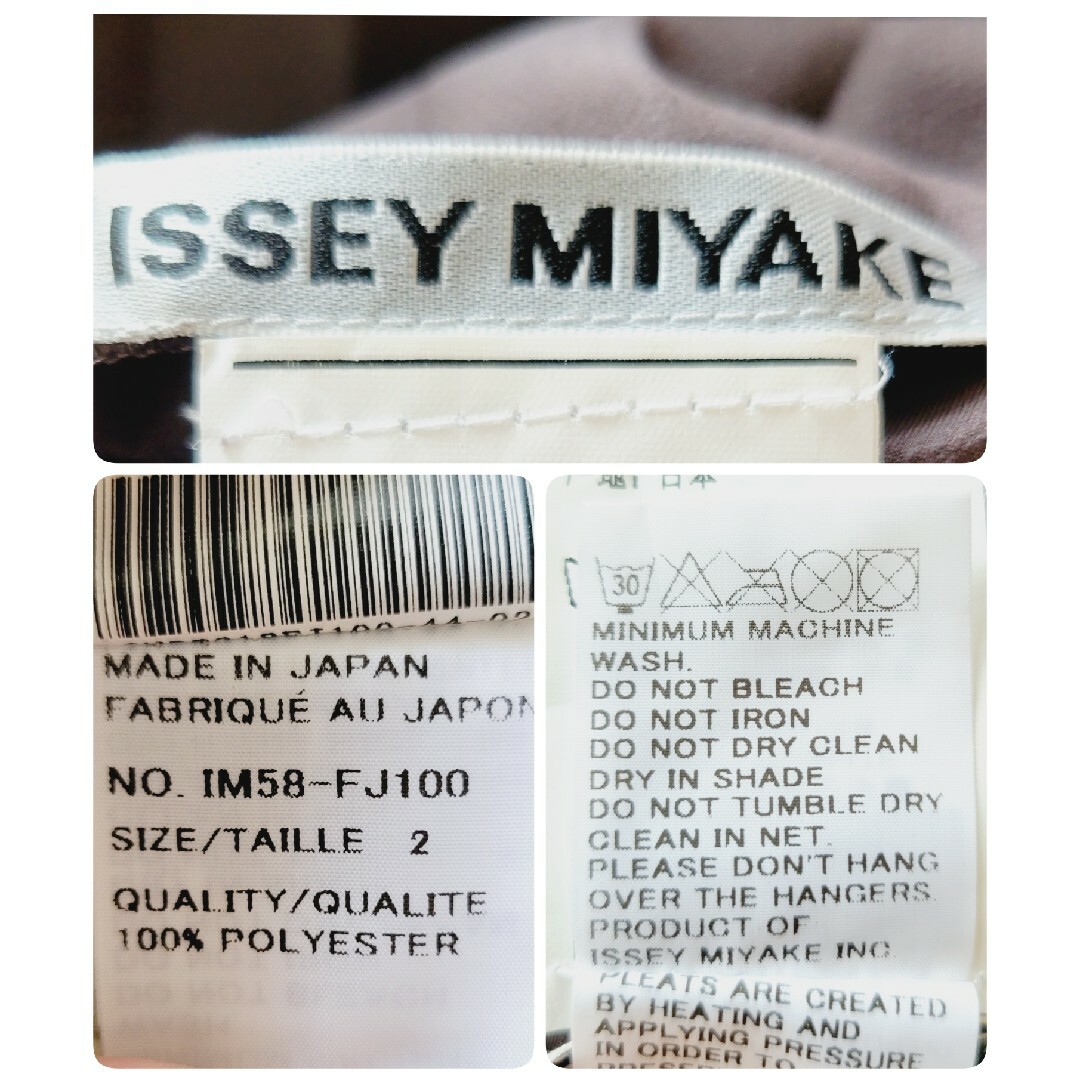 ISSEY MIYAKE
MADE IN JAPAN
FABRIQUÉ AU JAPON
NO. IM58-FJ100
SIZE/TAILLE 2
QUALITY/QUALITE
100% POLYESTER
日本
30
MINIMUM MACHINE
WASH.
DO NOT BLEACH
DO NOT IRON
DO NOT DRY CLEAN
DRY IN SHADE
DO NOT TUMBLE DRY
CLEAN IN NET.
PLEASE DON'T HANG
OVER THE HANGERS.
PRODUCT OF
ISSEY MIYAKE INC.
PLEATS ARE CREATED
BY HEATING AND
APPLYING PRESSURE
IN ORDER TO